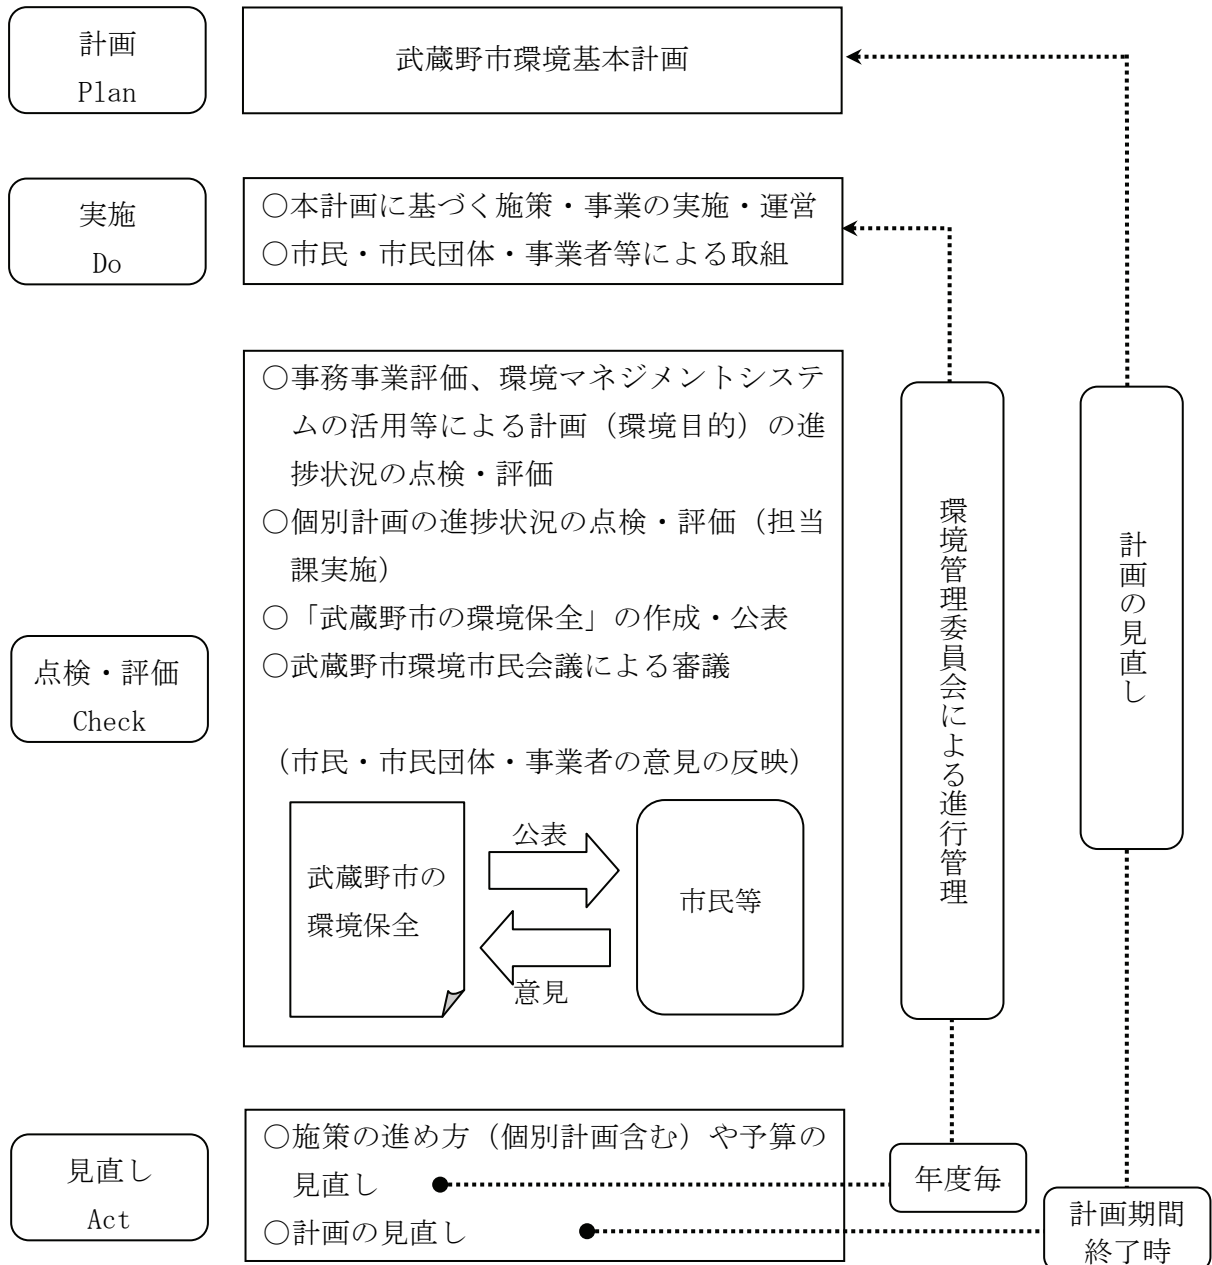 計画
Plan
武蔵野市環境基本計画
実施
Do
○本計画に基づく施策・事業の実施・運営
○市民・市民団体・事業者等による取組
点検・評価
Check
○事務事業評価、環境マネジメントシステ
ムの活用等による計画（環境目的）の進
捗状況の点検・評価
○個別計画の進捗状況の点検・評価（担当
課実施）
○「武蔵野市の環境保全」の作成・公表
○武蔵野市環境市民会議による審議
（市民・市民団体・事業者の意見の反映）
武蔵野市の
環境保全
公表
意見
市民等
環境管理委員会による進行管理
計画の見直し
見直し
Act
○施策の進め方（個別計画含む）や予算の
見直し
○計画の見直し
年度毎
計画期間
終了時